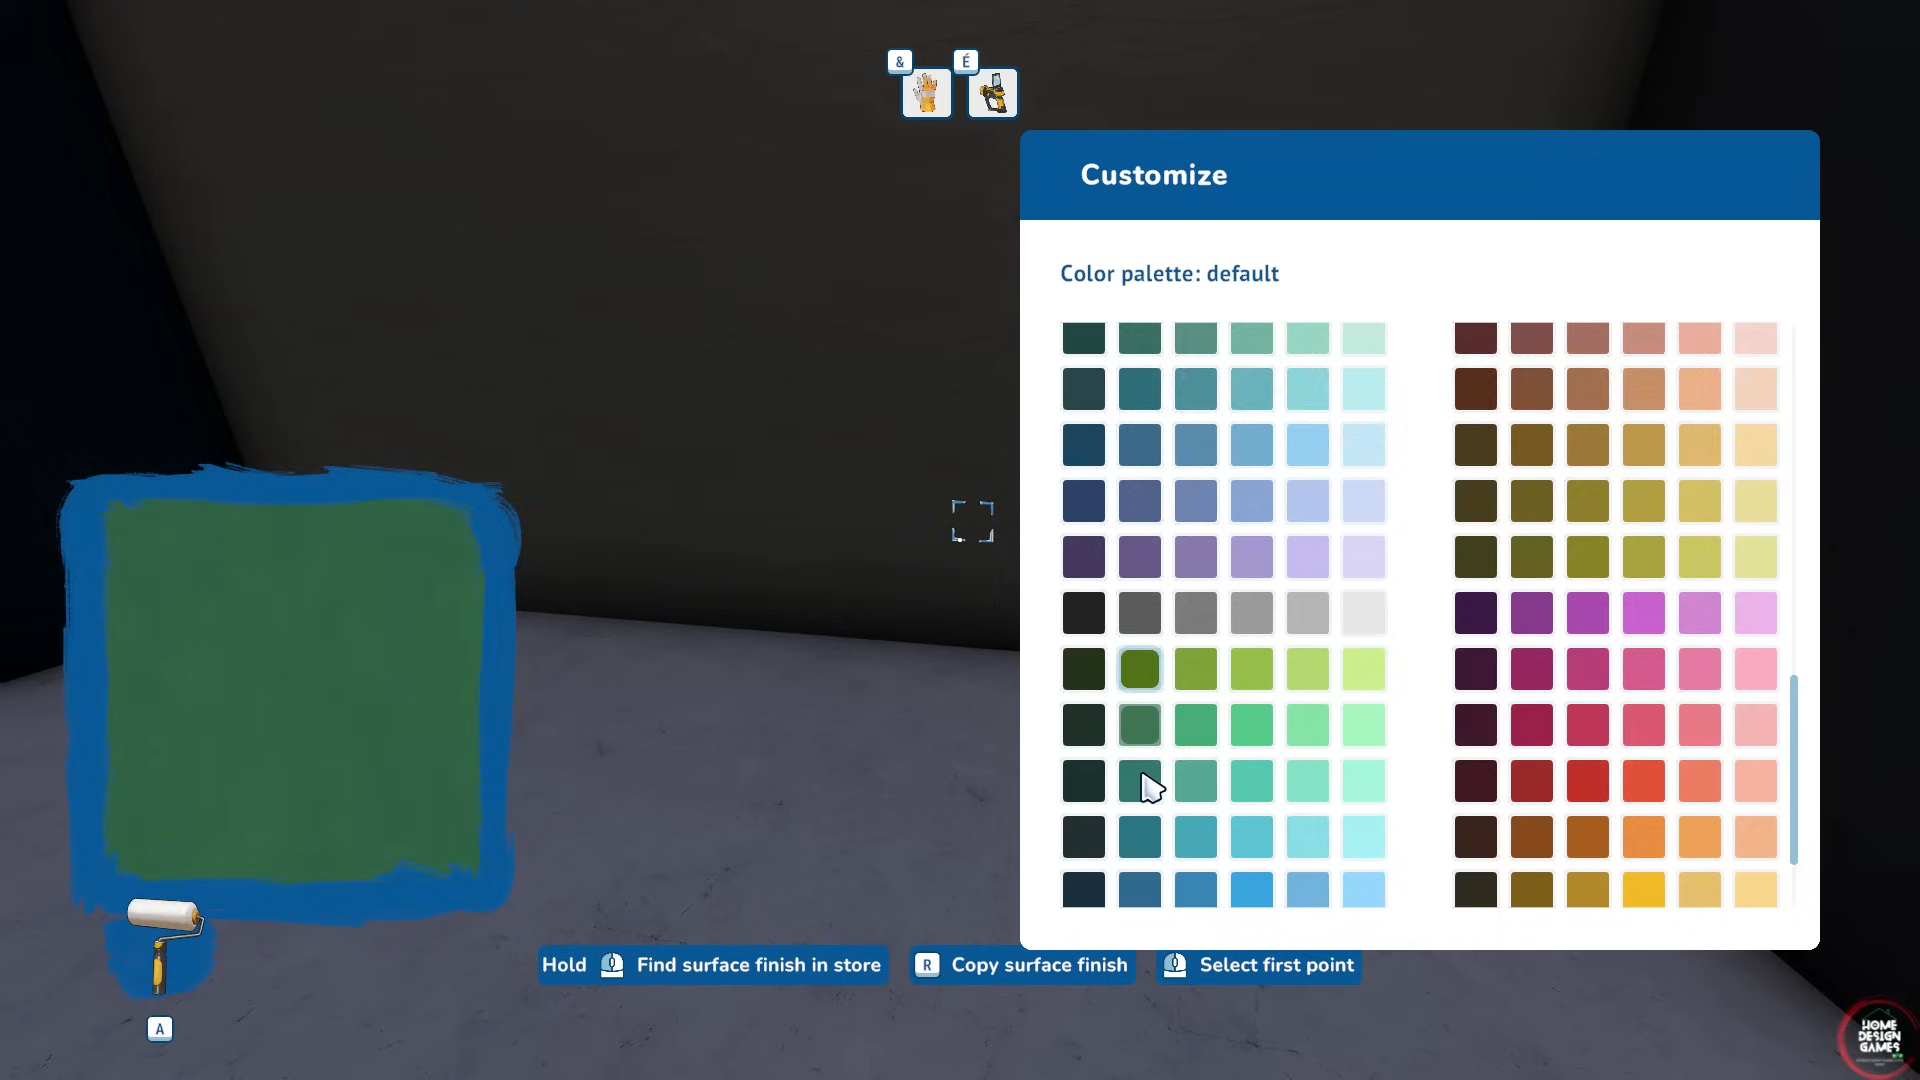 & É
Customize
Color palette: default
Hold Find surface finish in store R Copy surface finish Select first point
A
HOME
DESIGN
GAMES